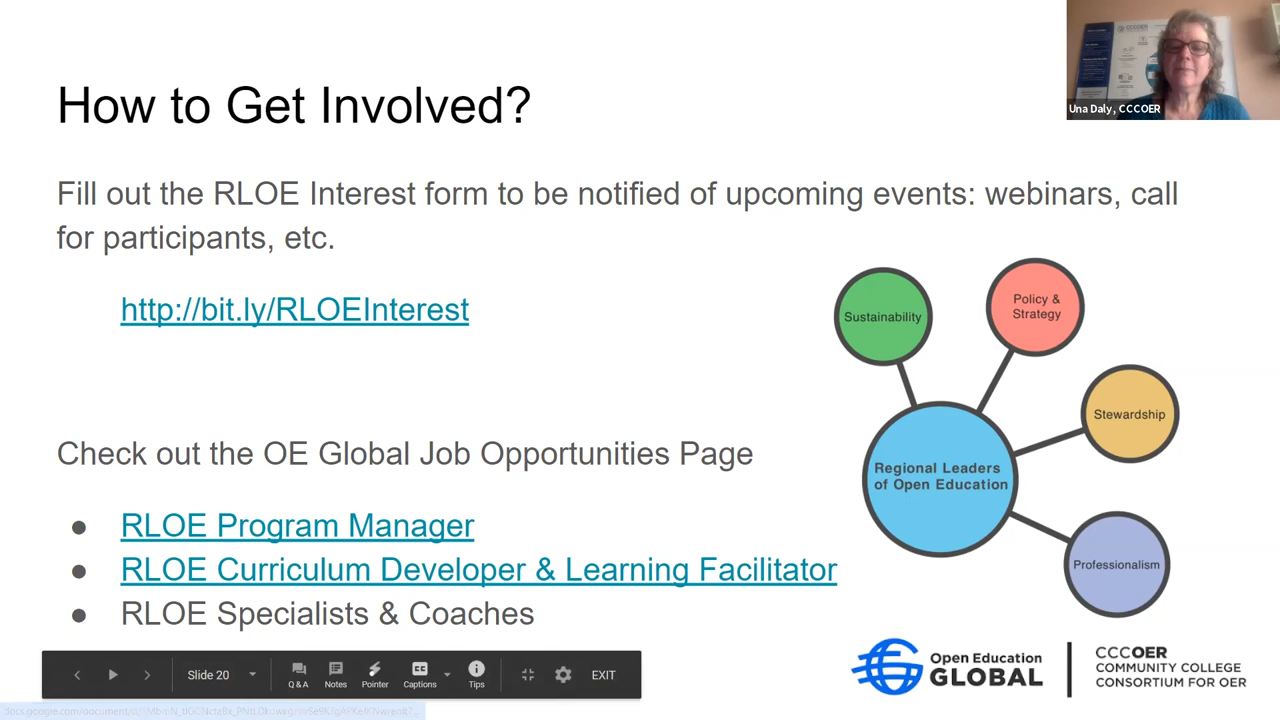 How to Get Involved?
Una Daly, CCCOER
Fill out the RLOE Interest form to be notified of upcoming events: webinars, call
for participants, etc.
http://bit.ly/RLOEInterest
Sustainability
Policy &
Strategy
Stewardship
Regional Leaders
of Open Education
Professionalism
Check out the OE Global Job Opportunities Page
● RLOE Program Manager
● RLOE Curriculum Developer & Learning Facilitator
● RLOE Specialists & Coaches
Slide 20
Q & A
Notes
Pointer
CC
Captions
Tips
EXIT
Open Education
GLOBAL
CCCOER
COMMUNITY COLLEGE
CONSORTIUM FOR OER